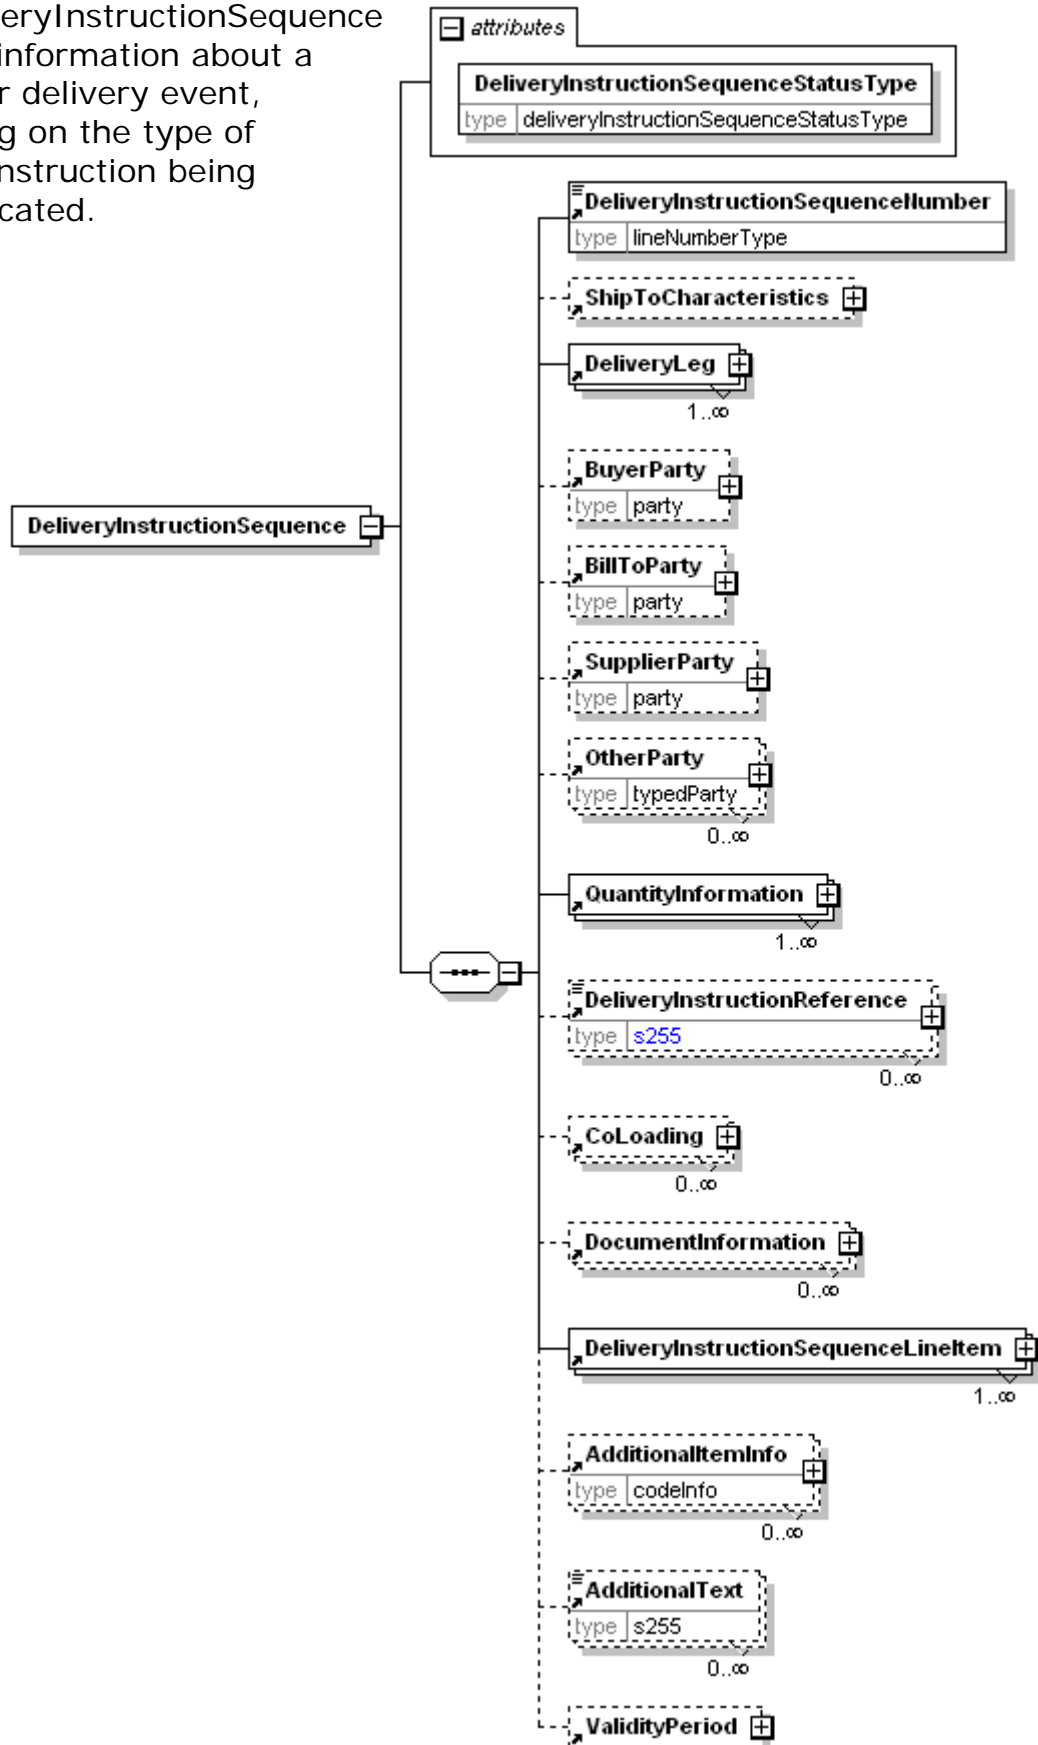 eryInstructionSequence
information about a
r delivery event,
g on the type of
nstruction being
cated.
attributes
DeliveryInstructionSequenceStatusType
type deliveryInstructionSequenceStatusType
DeliveryInstructionSequenceNumber
type lineNumberType
ShipToCharacteristics
DeliveryLeg
1..∞
BuyerParty
type party
DeliveryInstructionSequence
BillToParty
type party
SupplierParty
type party
OtherParty
type typedParty
0..∞
QuantityInformation
1..∞
DeliveryInstructionReference
type s255
0..∞
CoLoading
0..∞
DocumentInformation
0..∞
DeliveryInstructionSequenceLineItem
1..∞
AdditionalItemInfo
type codeInfo
0..∞
AdditionalText
type s255
0..∞
ValidityPeriod